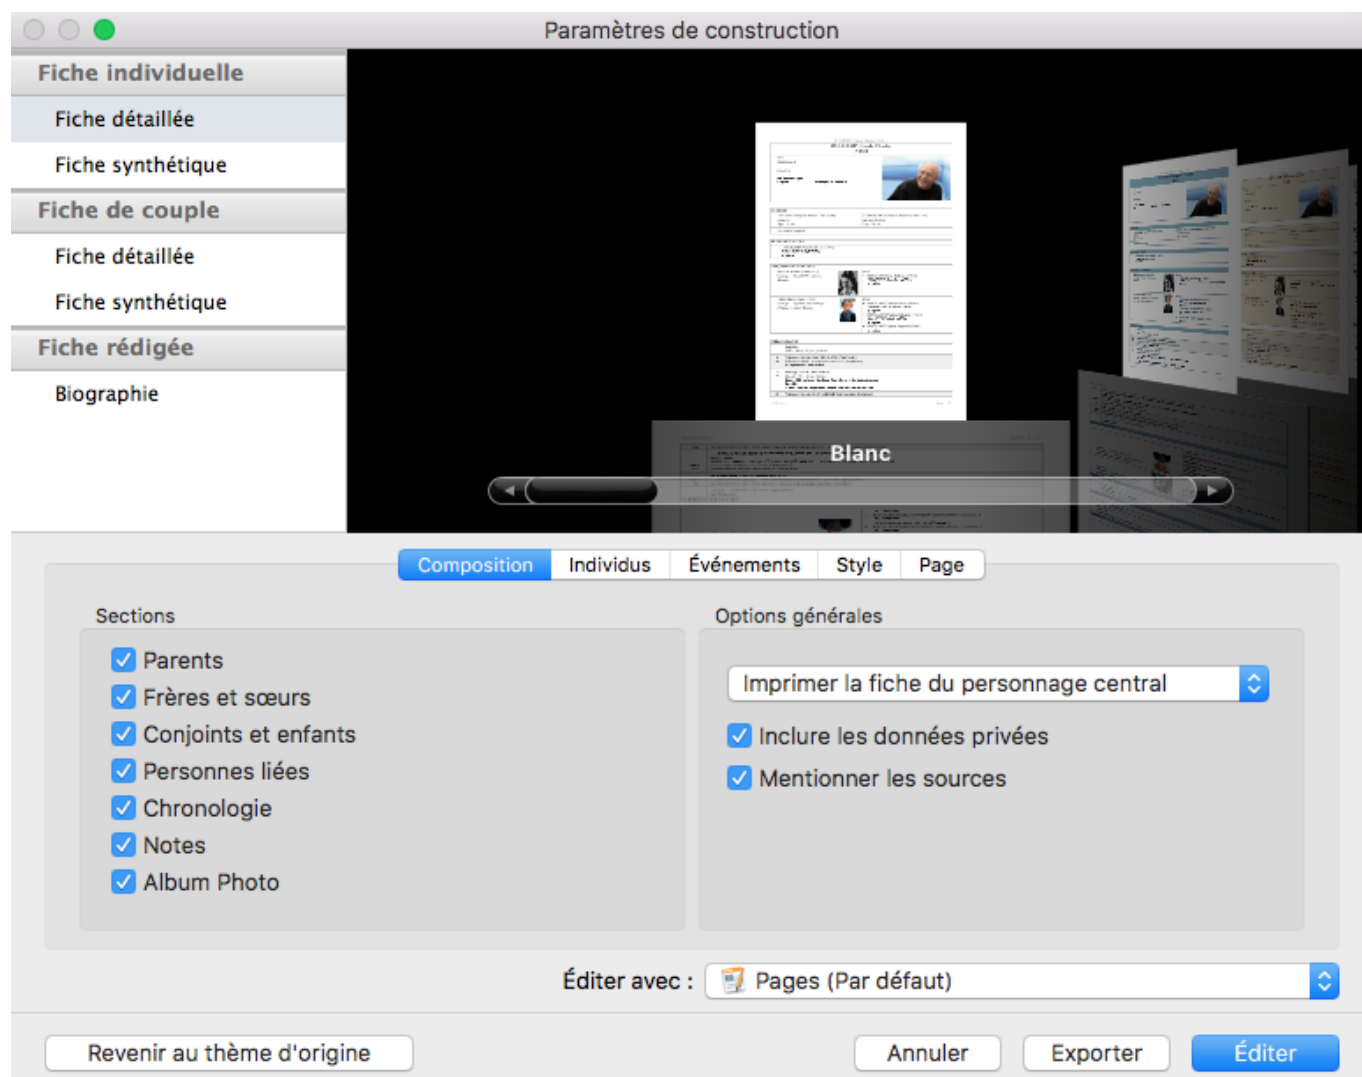 Paramètres de construction
Fiche individuelle
Fiche détaillée
Fiche synthétique
Fiche de couple
Fiche détaillée
Fiche synthétique
Fiche rédigée
Biographie
Blanc
Composition
Individus
Événements
Style
Page
Sections
Parents
Frères et sœurs
Conjoints et enfants
Personnes liées
Chronologie
Notes
Album Photo
Options générales
Imprimer la fiche du personnage central
Inclure les données privées
Mentionner les sources
Éditer avec :
Pages (Par défaut)
Revenir au thème d'origine
Annuler
Exporter
Éditer